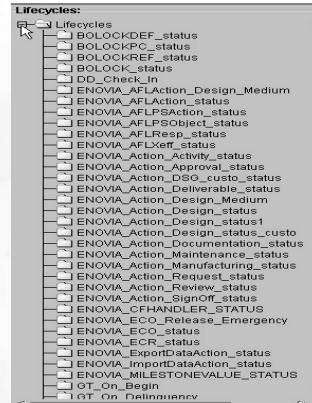 Lifecycles:
Lifecycles
BOLOCKDEF_status
BOLOCKPC_status
BOLOCKREF_status
BOLOCK_status
DD_Check_In
ENOVIA_AFLAction_Design_Medium
ENOVIA_AFLAction_status
ENOVIA_AFLPSAction_status
ENOVIA_AFLPSObject_status
ENOVIA_AFLResp_status
ENOVIA_AFLXeff_status
ENOVIA_Action_Activity_status
ENOVIA_Action_Approval_status
ENOVIA_Action_DSG_custo_status
ENOVIA_Action_Deliverable_status
ENOVIA_Action_Design_Medium
ENOVIA_Action_Design_status
ENOVIA_Action_Design_status1
ENOVIA_Action_Design_status_custo
ENOVIA_Action_Documentation_status
ENOVIA_Action_Maintenance_status
ENOVIA_Action_Manufacturing_status
ENOVIA_Action_Request_status
ENOVIA_Action_Review_status
ENOVIA_Action_SignOff_status
ENOVIA_CFHANDLER_STATUS
ENOVIA_ECO_Release_Emergency
ENOVIA_ECO_status
ENOVIA_ECR_status
ENOVIA_ExportDataAction_status
ENOVIA_ImportDataAction_status
ENOVIA_MILESTONEVALUE_STATUS
GT_On_Begin
GT_On_Delinquency